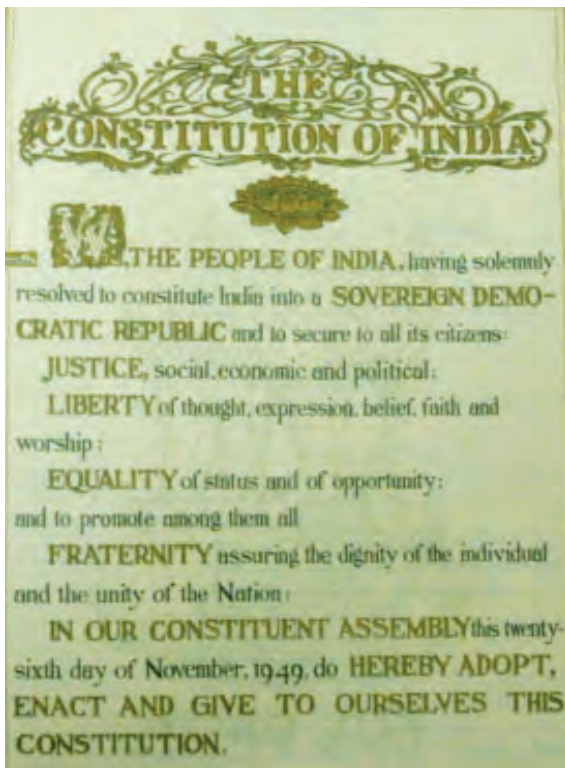 THE
CONSTITUTION OF INDIA
WE, THE PEOPLE OF INDIA, having solemnly
resolved to constitute India into a SOVEREIGN DEMO-
CRATIC REPUBLIC and to secure to all its citizens:
JUSTICE, social, economic and political;
LIBERTY of thought, expression, belief, faith and
worship;
EQUALITY of status and of opportunity;
and to promote among them all
FRATERNITY assuring the dignity of the individual
and the unity of the Nation;
IN OUR CONSTITUENT ASSEMBLY this twenty-
sixth day of November, 1949, do HEREBY ADOPT,
ENACT AND GIVE TO OURSELVES THIS
CONSTITUTION.